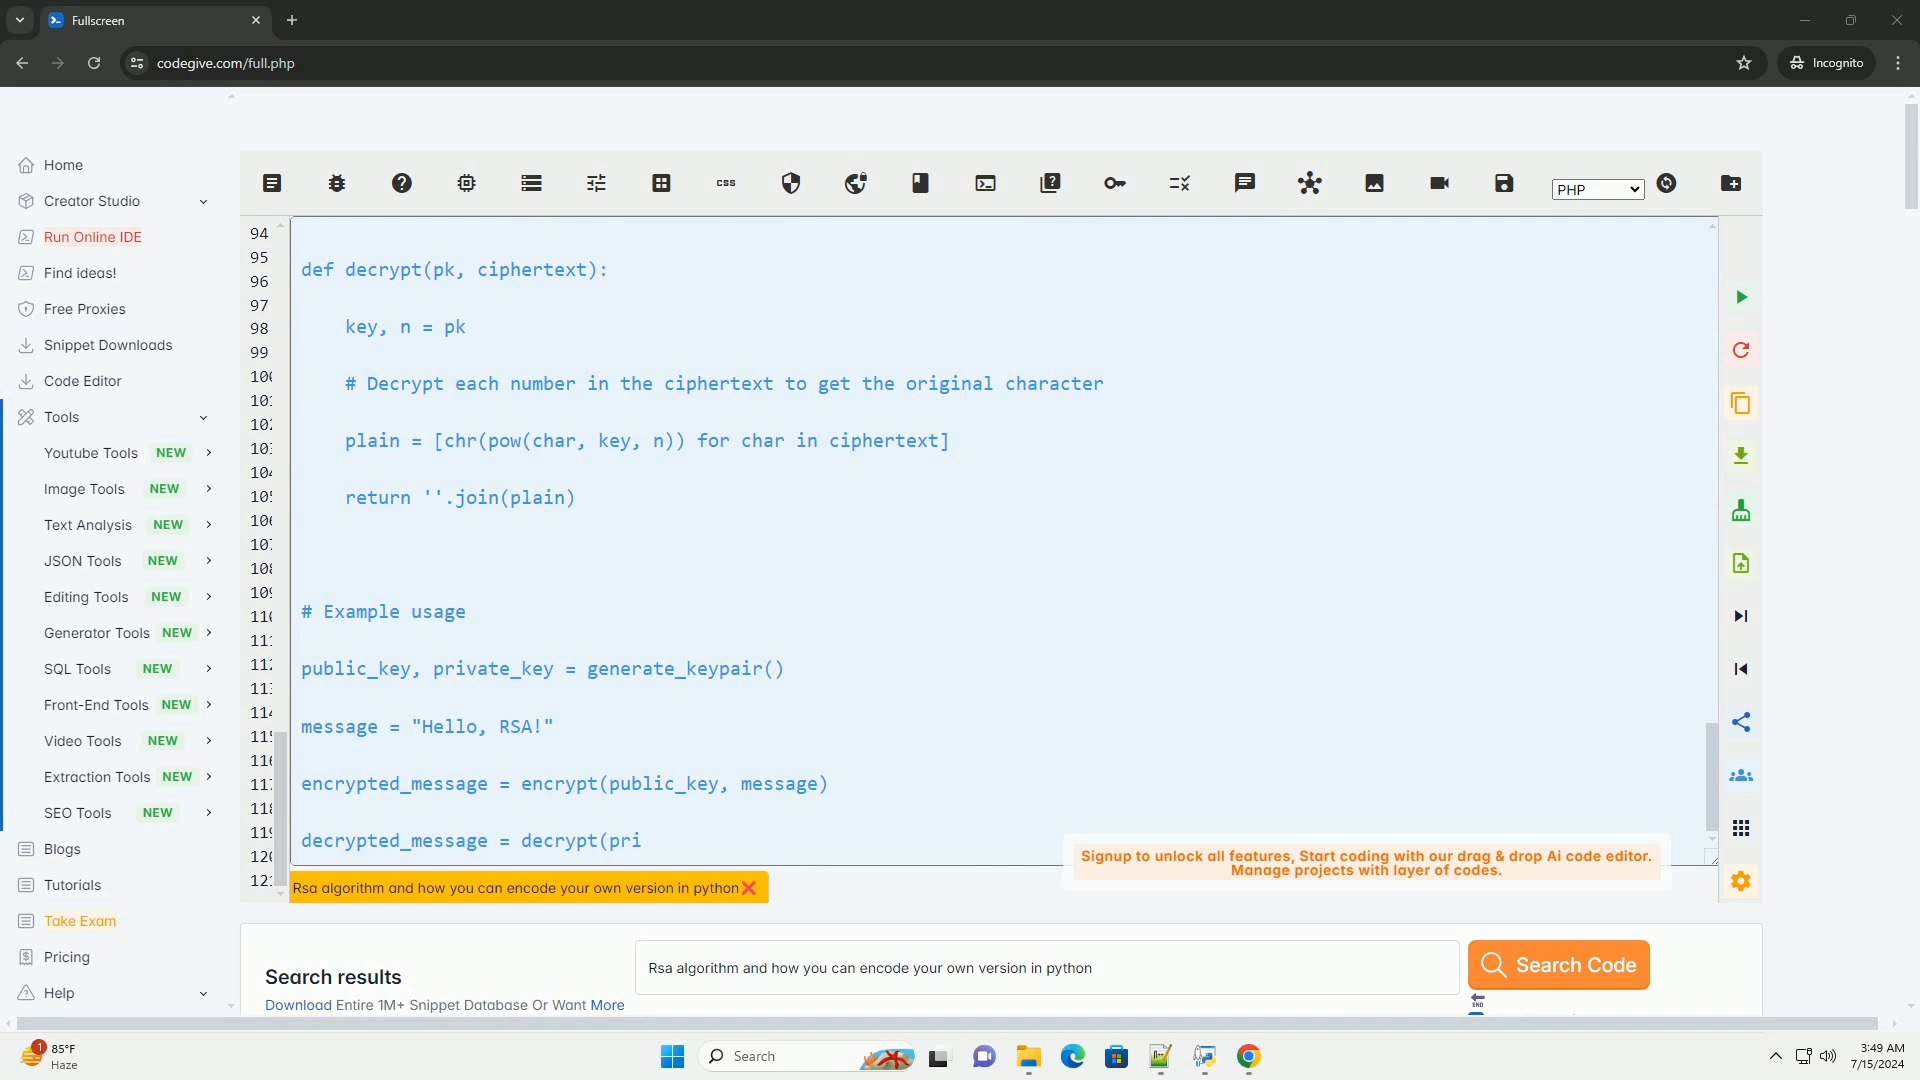 Fullscreen
codegive.com/full.php
Incognito
Home
Creator Studio
Run Online IDE
Find ideas!
Free Proxies
Snippet Downloads
Code Editor
Tools
Youtube Tools NEW
Image Tools NEW
Text Analysis NEW
JSON Tools NEW
Editing Tools NEW
Generator Tools NEW
SQL Tools NEW
Front-End Tools NEW
Video Tools NEW
Extraction Tools NEW
SEO Tools NEW
Blogs
Tutorials
Take Exam
Pricing
Help
css
PHP
94
95
96
97
98
99
def decrypt(pk, ciphertext):
key, n = pk
# Decrypt each number in the ciphertext to get the original character
plain = [chr(pow(char, key, n)) for char in ciphertext]
return ''.join(plain)
# Example usage
public_key, private_key = generate_keypair()
message = "Hello, RSA!"
encrypted_message = encrypt(public_key, message)
decrypted_message = decrypt(pri
Signup to unlock all features, Start coding with our drag & drop Ai code editor.
Manage projects with layer of codes.
Rsa algorithm and how you can encode your own version in python
Search results
Download Entire 1M+ Snippet Database Or Want More
Rsa algorithm and how you can encode your own version in python
Search Code
END
1
85°F
Haze
Search
3:49 AM
7/15/2024